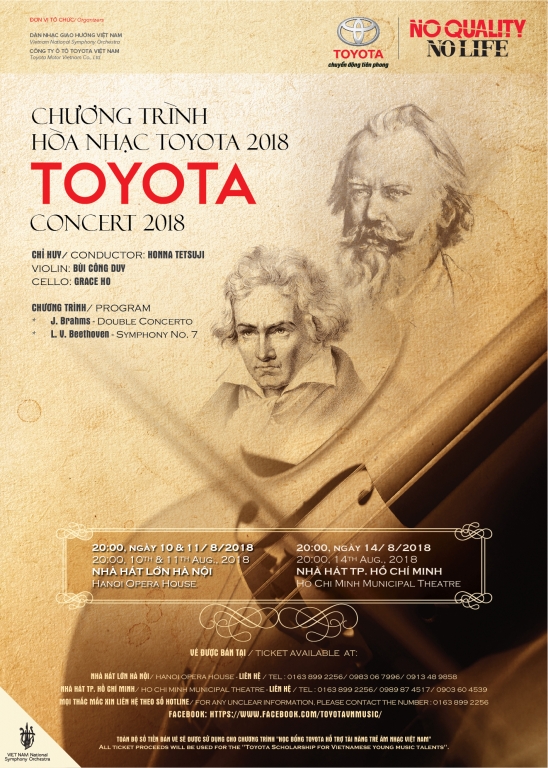 ĐƠN VỊ TỔ CHỨC/ Organisers
DÀN NHẠC GIAO HƯỞNG VIỆT NAM
Vietnam National Symphony Orchestra
CÔNG TY Ô TÔ TOYOTA VIỆT NAM
Toyota Motor Vietnam Co., Ltd.
TOYOTA
chuyển động tiên phong
NO QUALITY
NO LIFE
CHƯƠNG TRÌNH
HÒA NHẠC TOYOTA 2018
TOYOTA
CONCERT 2018
CHỈ HUY/ CONDUCTOR: HONNA TETSUJI
VIOLIN: BÙI CÔNG DUY
CELLO: GRACE HO
CHƯƠNG TRÌNH/ PROGRAM
+ J. Brahms - DOUBLE CONCERTO
+ L. V. Beethoven - SYMPHONY NO. 7
20:00, NGÀY 10 & 11/ 8/2018
20:00, 10TH & 11TH AUG., 2018
NHÀ HÁT LỚN HÀ NỘI
HANOI OPERA HOUSE
20:00, NGÀY 14/ 8/2018
20:00, 14TH AUG., 2018
NHÀ HÁT TP. HỒ CHÍ MINH
HO CHI MINH MUNICIPAL THEATRE
VÉ ĐƯỢC BÁN TẠI / TICKET AVAILABLE AT:
NHÀ HÁT LỚN HÀ NỘI/ HANOI OPERA HOUSE - LIÊN HỆ / TEL : 0163 899 2256/ 0983 06 7996/ 0913 48 9858
NHÀ HÁT TP. HỒ CHÍ MINH/ HO CHI MINH MUNICIPAL THEATRE - LIÊN HỆ / TEL : 0163 899 2256/ 0989 87 4517/ 0903 60 4539
MỌI THẮC MẮC XIN LIÊN HỆ THEO SỐ HOTLINE/ FOR ANY UNCLEAR INFORMATION, PLEASE CONTACT THE NUMBER : 0163 899 2256
FACEBOOK: HTTPS://WWW.FACEBOOK.COM/TOYOTAVNMUSIC/
TOÀN BỘ SỐ TIỀN BÁN VÉ SẼ ĐƯỢC SỬ DỤNG CHO CHƯƠNG TRÌNH "HỌC BỔNG TOYOTA HỖ TRỢ TÀI NĂNG TRẺ ÂM NHẠC VIỆT NAM"
ALL TICKET PROCEEDS WILL BE USED FOR THE "TOYOTA SCHOLARSHIP FOR VIETNAMESE YOUNG MUSIC TALENTS".
VIET NAM National
Symphony Orchestra